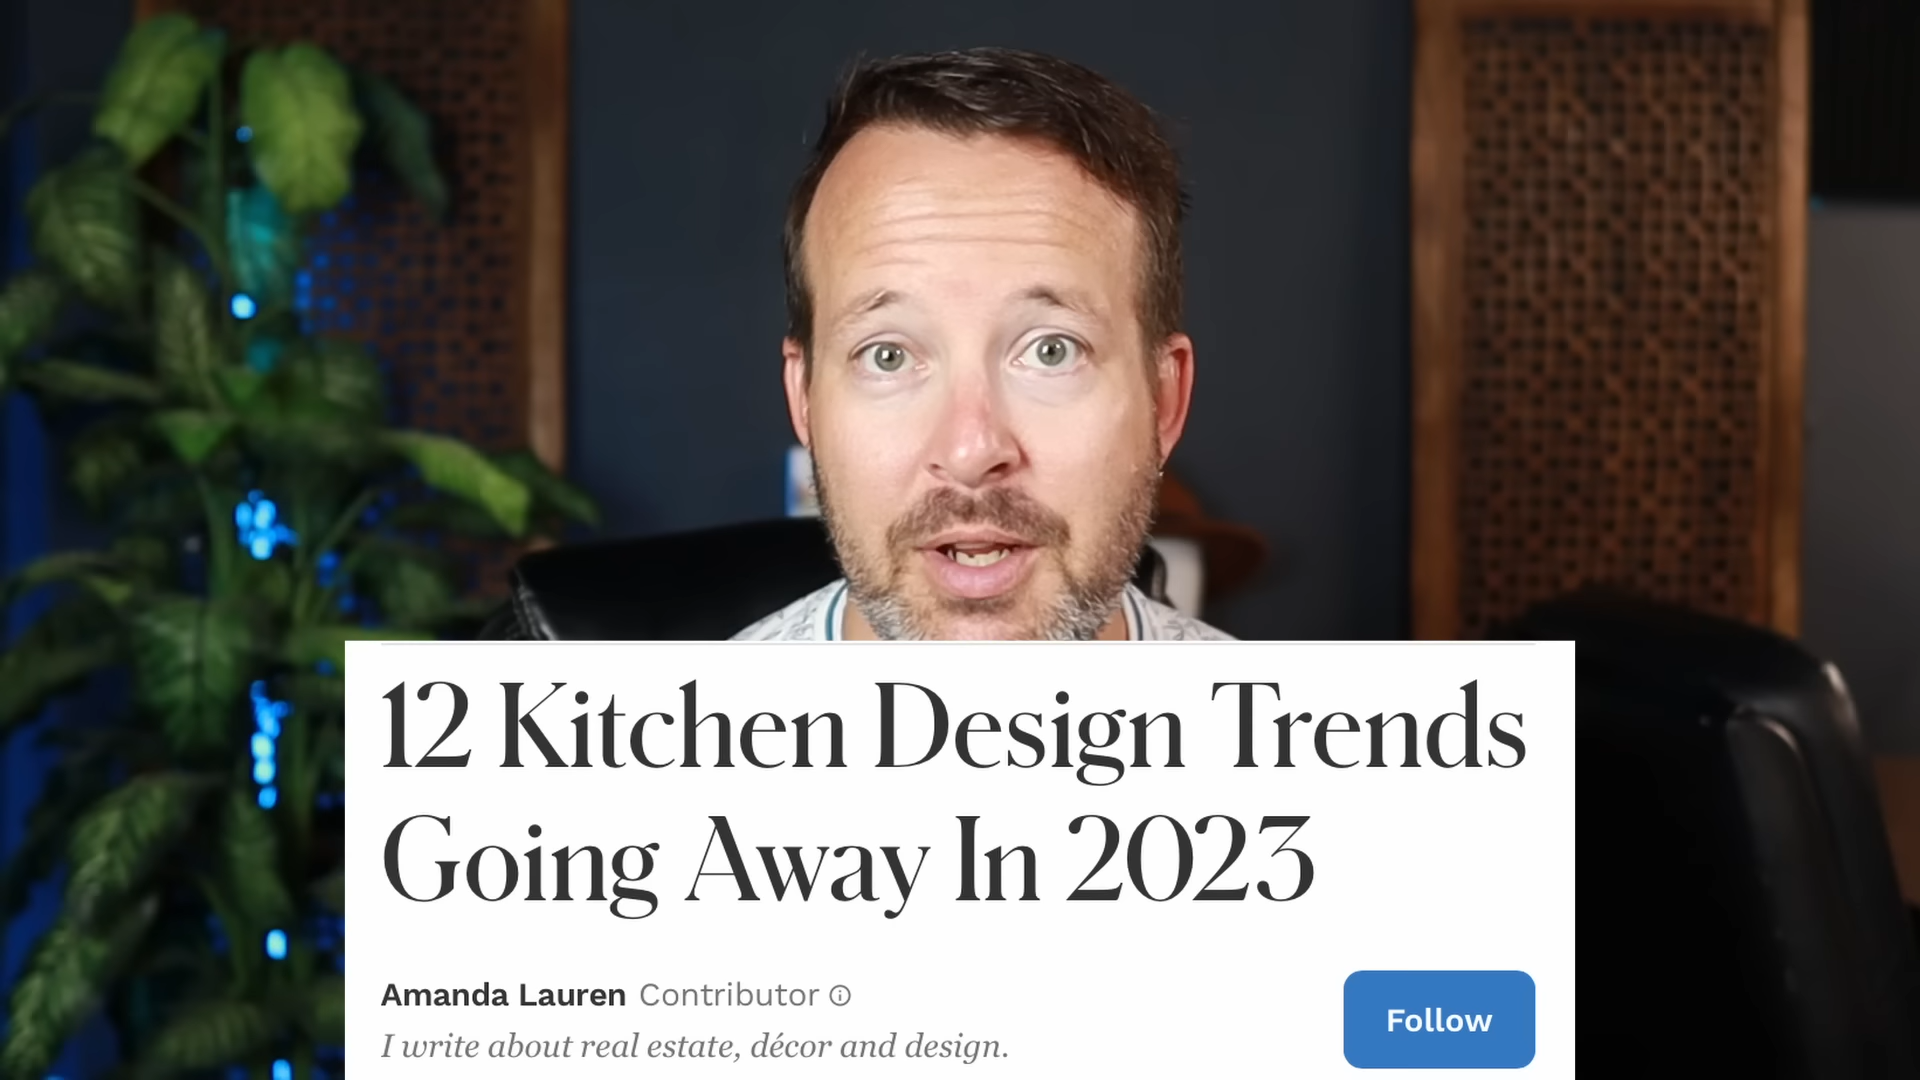 12 Kitchen Design Trends
Going Away In 2023
Amanda Lauren Contributor
Follow
I write about real estate, décor and design.